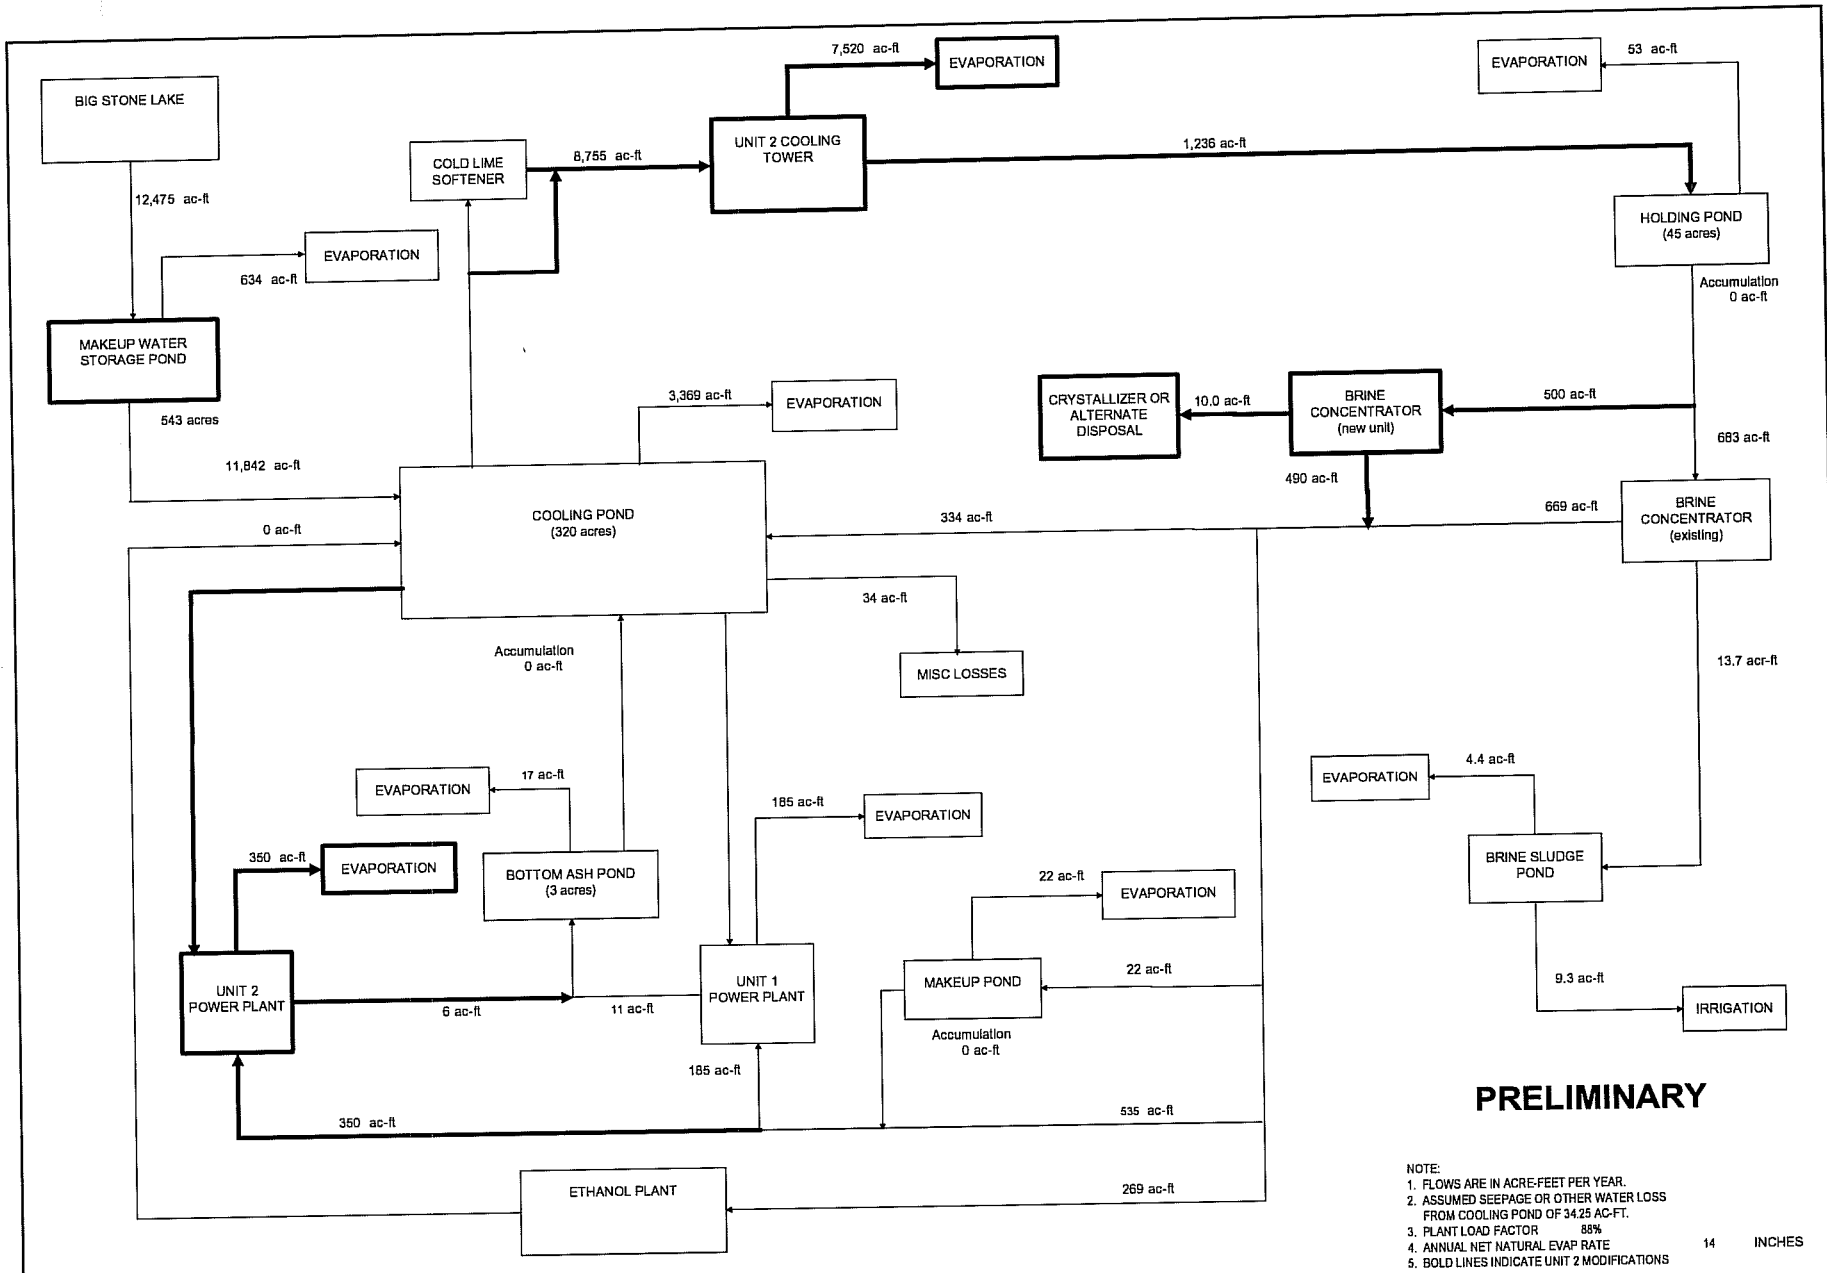 7,520 ac-ft
EVAPORATION
EVAPORATION
53 ac-ft
BIG STONE LAKE
UNIT 2 COOLING
TOWER
COLD LIME
SOFTENER
8,755 ac-ft
1,236 ac-ft
12,475 ac-ft
HOLDING POND
(45 acres)
EVAPORATION
634 ac-ft
Accumulation
0 ac-ft
MAKEUP WATER
STORAGE POND
543 acres
3,369 ac-ft
EVAPORATION
CRYSTALLIZER OR
ALTERNATE
DISPOSAL
10.0 ac-ft
BRINE
CONCENTRATOR
(new unit)
500 ac-ft
683 ac-ft
11,842 ac-ft
490 ac-ft
0 ac-ft
COOLING POND
(320 acres)
334 ac-ft
669 ac-ft
BRINE
CONCENTRATOR
(existing)
34 ac-ft
Accumulation
0 ac-ft
MISC LOSSES
13.7 acr-ft
EVAPORATION
17 ac-ft
185 ac-ft
EVAPORATION
EVAPORATION
4.4 ac-ft
350 ac-ft
EVAPORATION
BOTTOM ASH POND
(3 acres)
22 ac-ft
EVAPORATION
BRINE SLUDGE
POND
UNIT 2
POWER PLANT
6 ac-ft
11 ac-ft
UNIT 1
POWER PLANT
MAKEUP POND
22 ac-ft
9.3 ac-ft
IRRIGATION
Accumulation
0 ac-ft
185 ac-ft
350 ac-ft
535 ac-ft
PRELIMINARY
ETHANOL PLANT
269 ac-ft
NOTE:
1. FLOWS ARE IN ACRE-FEET PER YEAR.
2. ASSUMED SEEPAGE OR OTHER WATER LOSS
FROM COOLING POND OF 34.25 AC-FT.
3. PLANT LOAD FACTOR 88%
4. ANNUAL NET NATURAL EVAP RATE 14 INCHES
5. BOLD LINES INDICATE UNIT 2 MODIFICATIONS